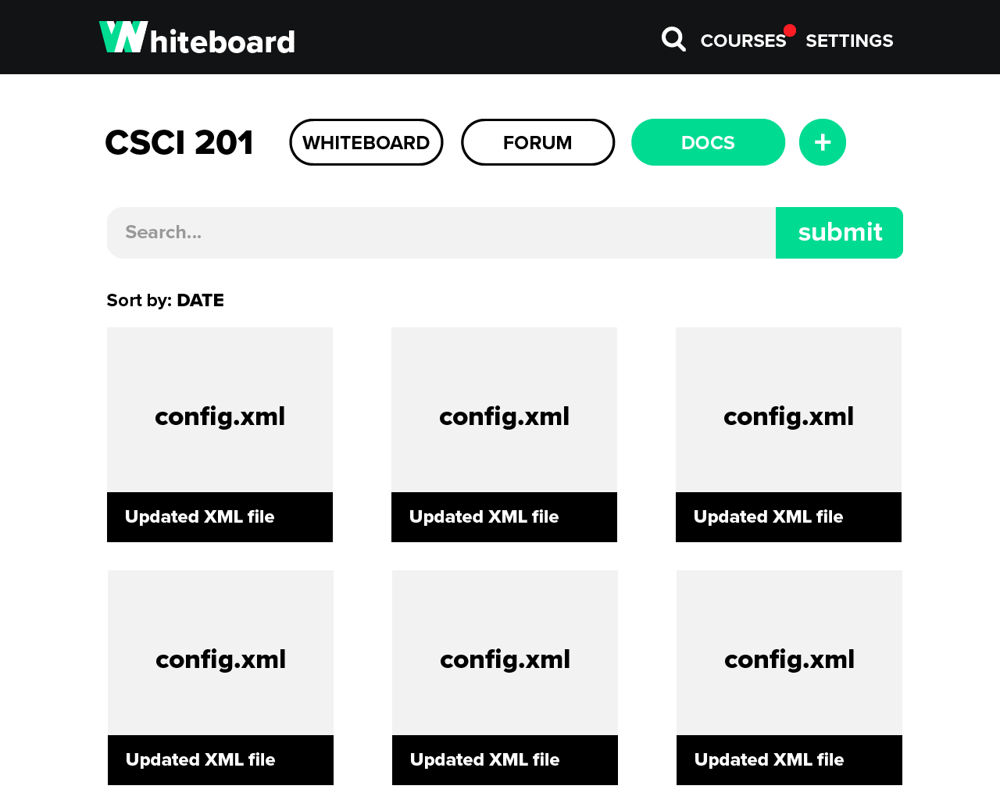 Whiteboard COURSES SETTINGS
CSCI 201 WHITEBOARD FORUM DOCS +
Search... submit
Sort by: DATE
config.xml config.xml config.xml
Updated XML file Updated XML file Updated XML file
config.xml config.xml config.xml
Updated XML file Updated XML file Updated XML file